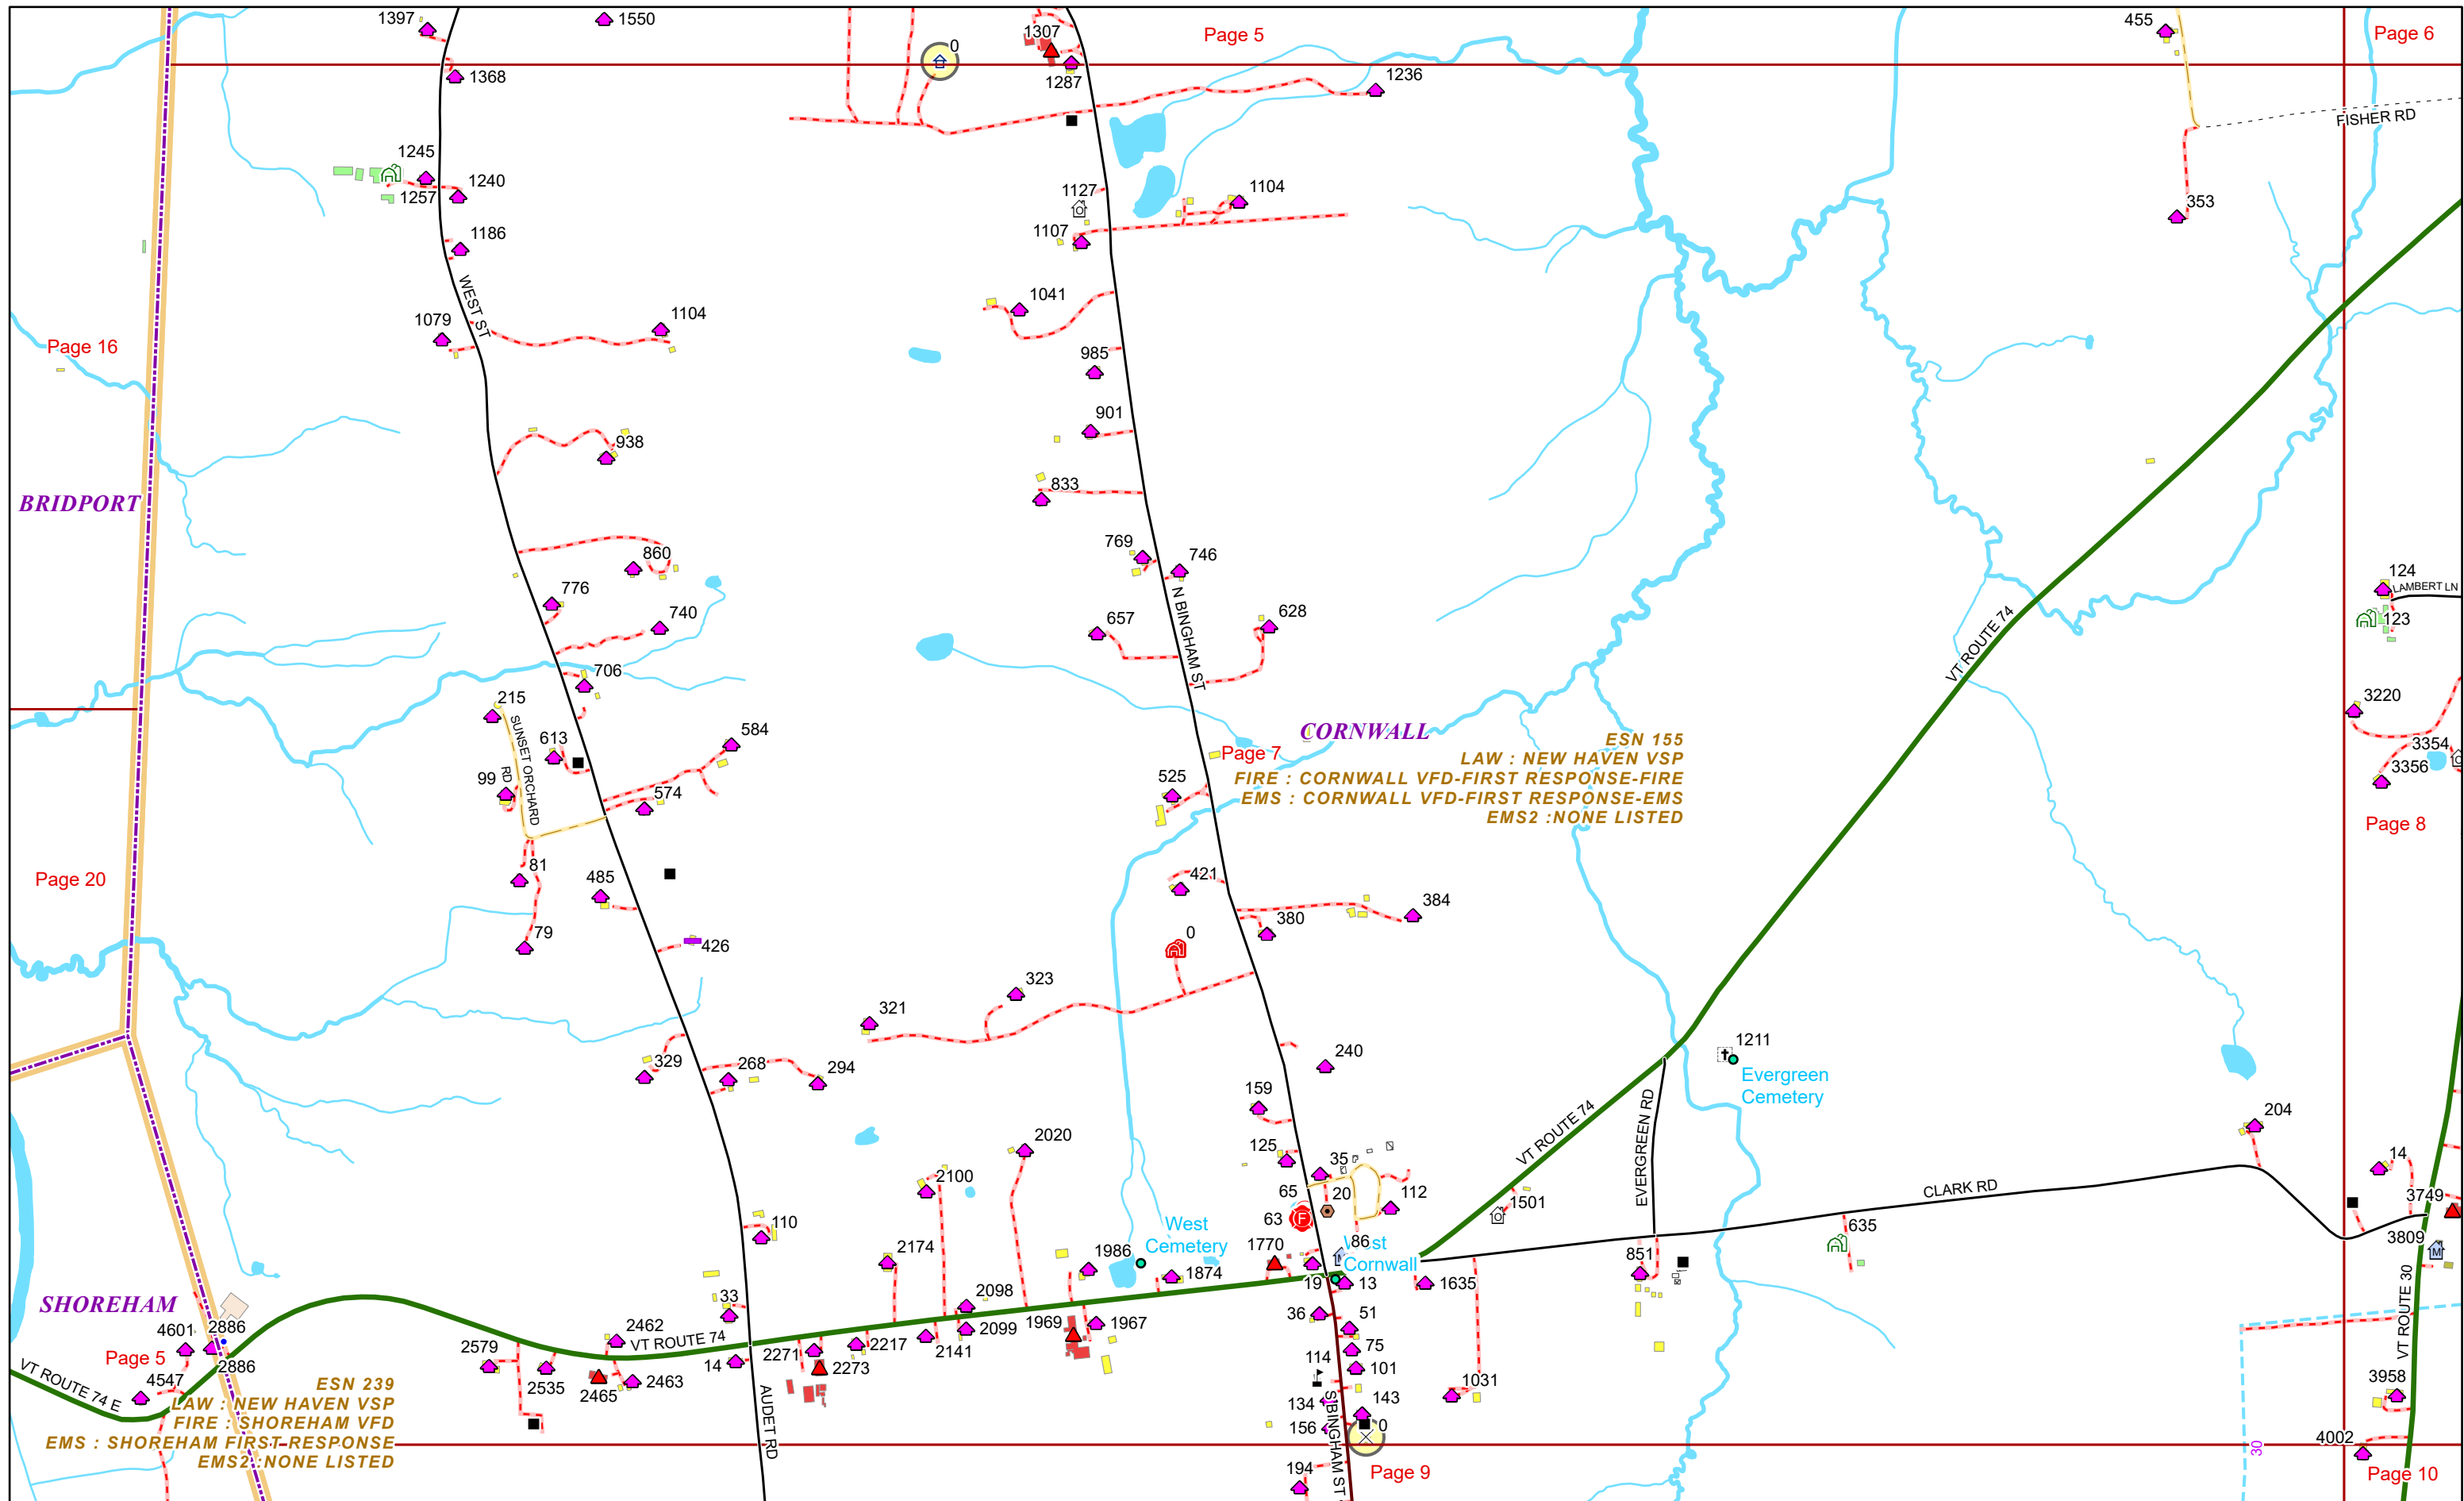 1397
1550
1307
0
Page 5
455
Page 6
1368
1287
1236
FISHER RD
1245
1257
1240
1127
1104
353
1186
1107
WEST ST
1041
1079
1104
Page 16
985
901
938
833
BRIDPORT
860
769
746
776
740
657
N BINGHAM ST
628
VT ROUTE 74
124
LAMBERT LN
123
706
215
SUNSET ORCHARD
RD
613
584
99
574
3220
3354
3356
CORNWALL
Page 7
ESN 155
LAW : NEW HAVEN VSP
FIRE : CORNWALL VFD-FIRST RESPONSE-FIRE
EMS : CORNWALL VFD-FIRST RESPONSE-EMS
EMS2 :NONE LISTED
525
Page 8
81
485
421
Page 20
79
426
0
380
384
321
323
329
268
294
240
159
1211
Evergreen
Cemetery
VT ROUTE 74
EVERGREEN RD
CLARK RD
204
14
3749
3809
125
35
65
20
112
63
1770
86
West
Cornwall
1501
635
851
2020
2100
110
2174
1986
West
Cemetery
1874
19
13
1635
33
2098
36
51
SHOREHAM
4601
2886
2886
Page 5
4547
VT ROUTE 74 E
2579
2462
VT ROUTE 74
14
2271
2217
2141
2099
1969
1967
75
101
114
2535
2465
2463
2273
AUDET RD
134
143
156
0
S BINGHAM ST
1031
VT ROUTE 30
3958
4002
30
ESN 239
LAW : NEW HAVEN VSP
FIRE : SHOREHAM VFD
EMS : SHOREHAM FIRST RESPONSE
EMS2 :NONE LISTED
194
Page 9
Page 10
F
M